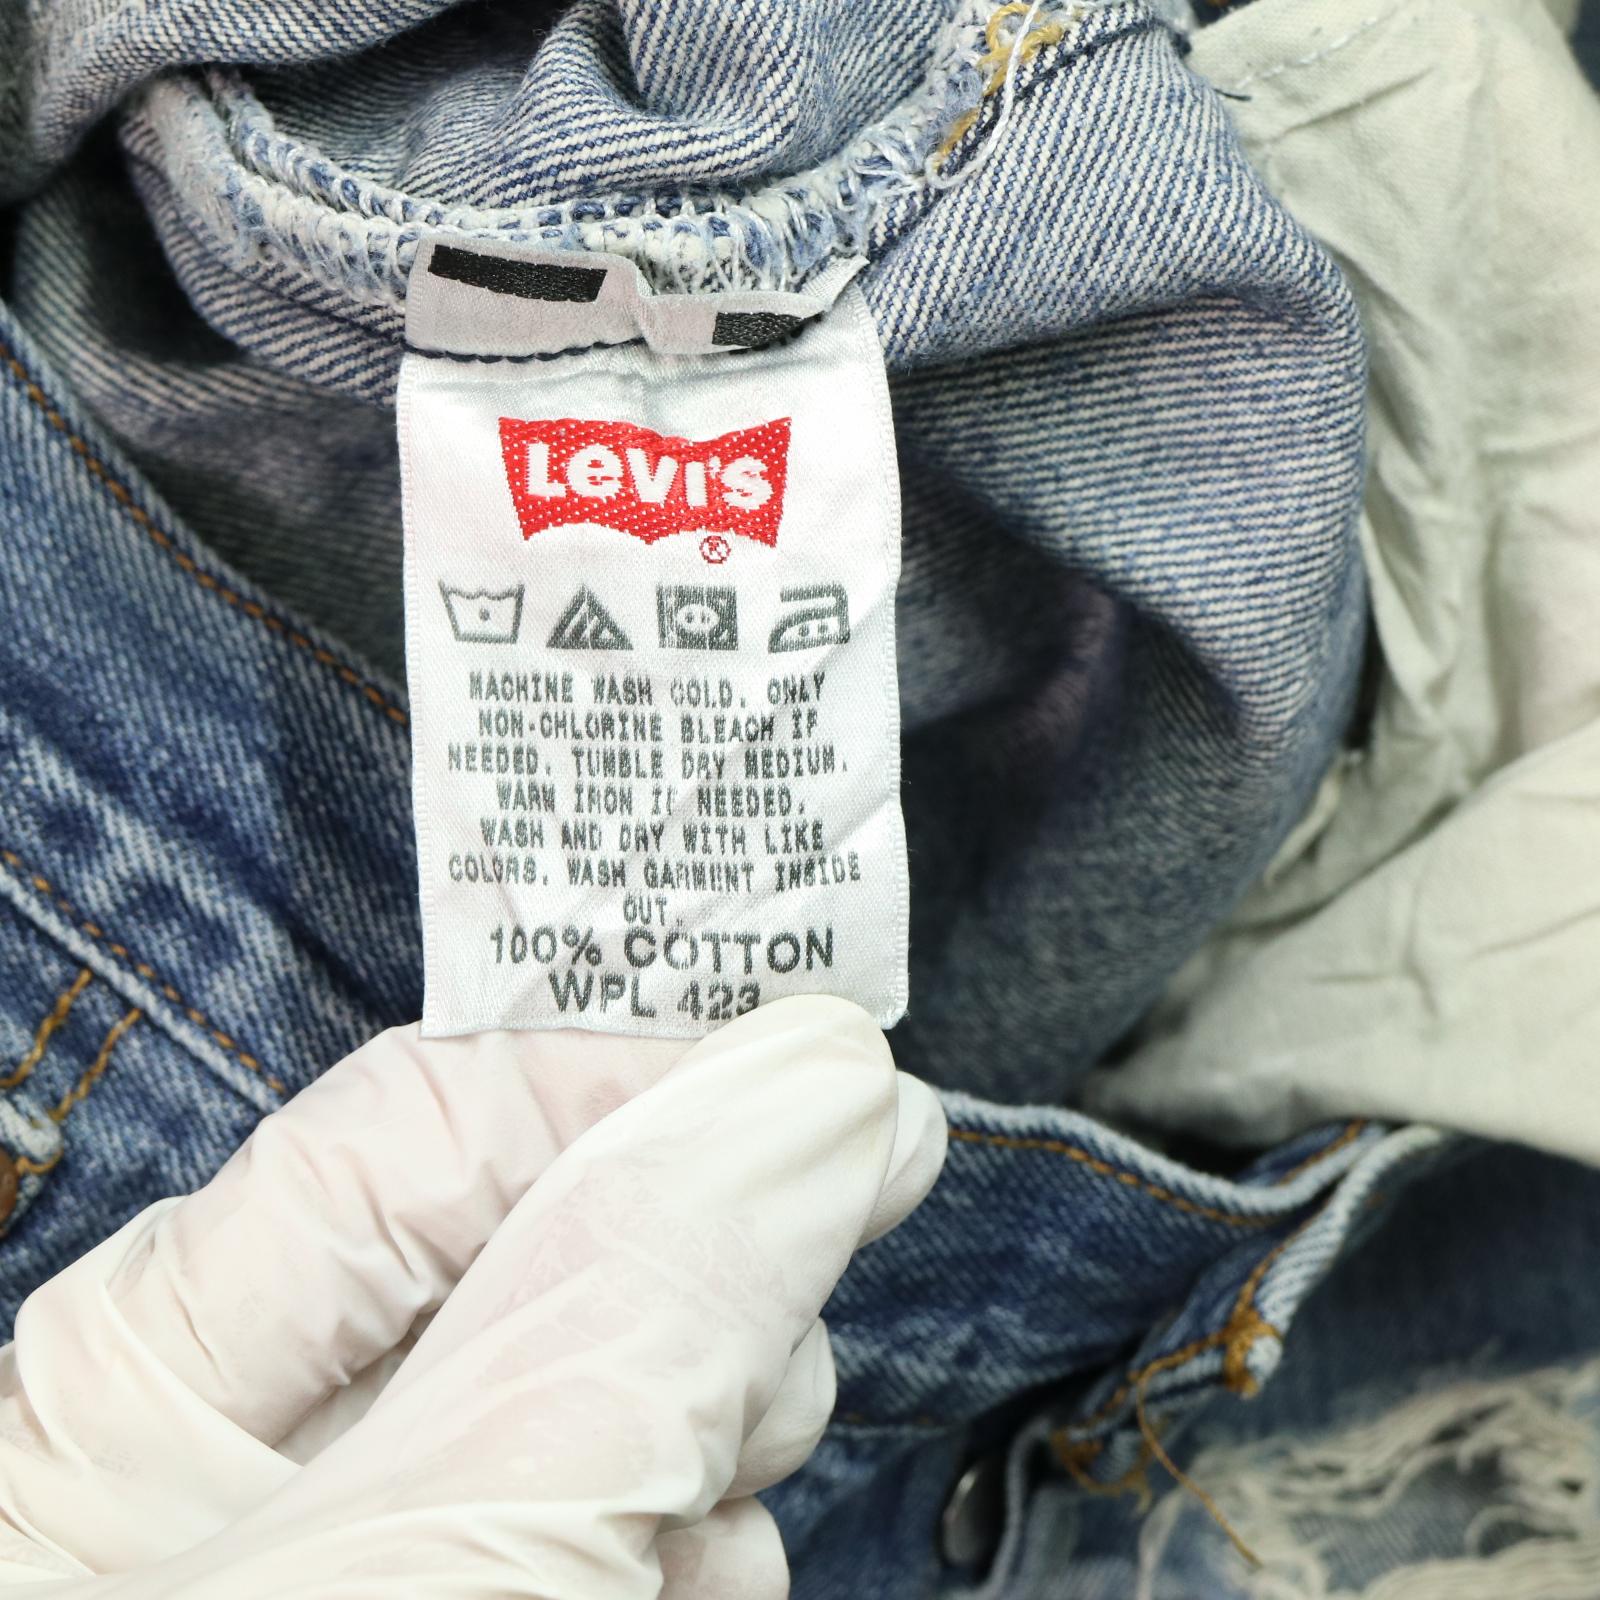 Levi's
®
MACHINE WASH COLD. ONLY
NON-CHLORINE BLEACH IF
NEEDED. TUMBLE DRY MEDIUM.
WARM IRON IF NEEDED.
WASH AND DRY WITH LIKE
COLORS. WASH GARMENT INSIDE
OUT.
100% COTTON
WPL 423